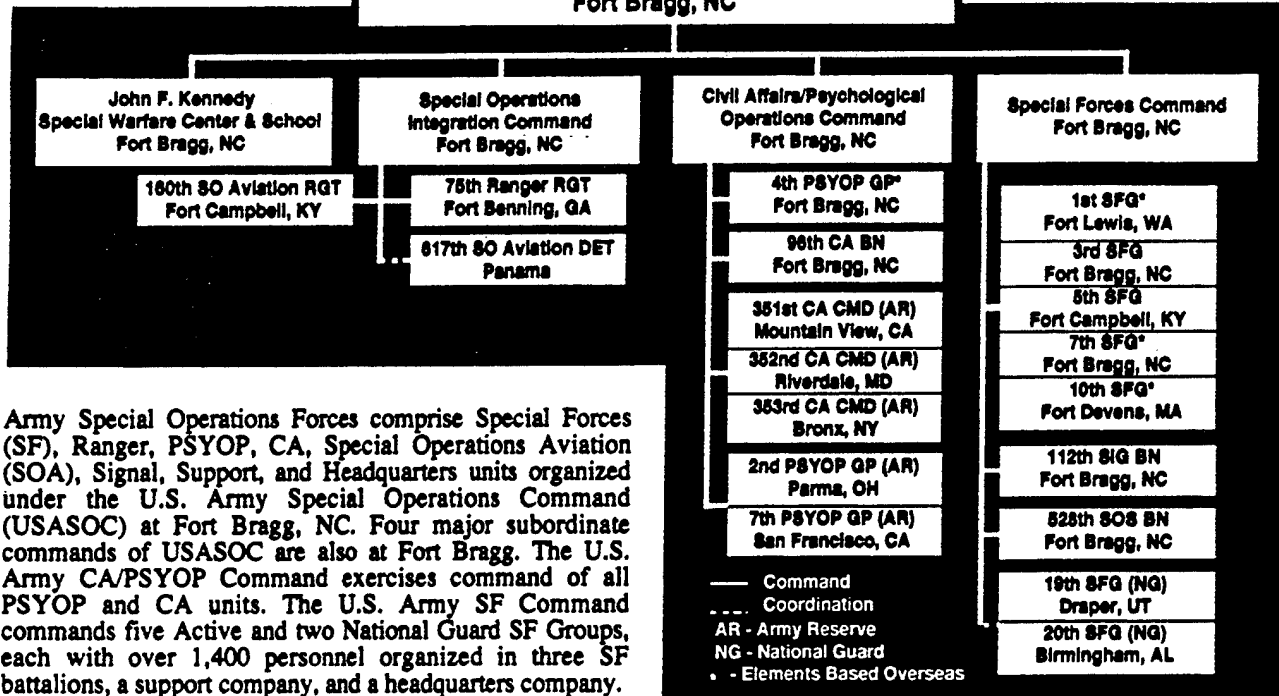 Fort Bragg, NC
John F. Kennedy
Special Warfare Center & School
Fort Bragg, NC
Special Operations
Integration Command
Fort Bragg, NC
Civil Affairs/Psychological
Operations Command
Fort Bragg, NC
Special Forces Command
Fort Bragg, NC
160th SO Aviation RGT
Fort Campbell, KY
75th Ranger RGT
Fort Benning, GA
617th SO Aviation DET
Panama
4th PSYOP GP*
Fort Bragg, NC
96th CA BN
Fort Bragg, NC
351st CA CMD (AR)
Mountain View, CA
352nd CA CMD (AR)
Riverdale, MD
353rd CA CMD (AR)
Bronx, NY
2nd PSYOP GP (AR)
Parma, OH
7th PSYOP GP (AR)
San Francisco, CA
1st SFG*
Fort Lewis, WA
3rd SFG
Fort Bragg, NC
5th SFG
Fort Campbell, KY
7th SFG*
Fort Bragg, NC
10th SFG*
Fort Devens, MA
112th SIG BN
Fort Bragg, NC
528th SOS BN
Fort Bragg, NC
19th SFG (NG)
Draper, UT
20th SFG (NG)
Birmingham, AL
Command
Coordination
AR - Army Reserve
NG - National Guard
* - Elements Based Overseas
Army Special Operations Forces comprise Special Forces
(SF), Ranger, PSYOP, CA, Special Operations Aviation
(SOA), Signal, Support, and Headquarters units organized
under the U.S. Army Special Operations Command
(USASOC) at Fort Bragg, NC. Four major subordinate
commands of USASOC are also at Fort Bragg. The U.S.
Army CA/PSYOP Command exercises command of all
PSYOP and CA units. The U.S. Army SF Command
commands five Active and two National Guard SF Groups,
each with over 1,400 personnel organized in three SF
battalions, a support company, and a headquarters company.